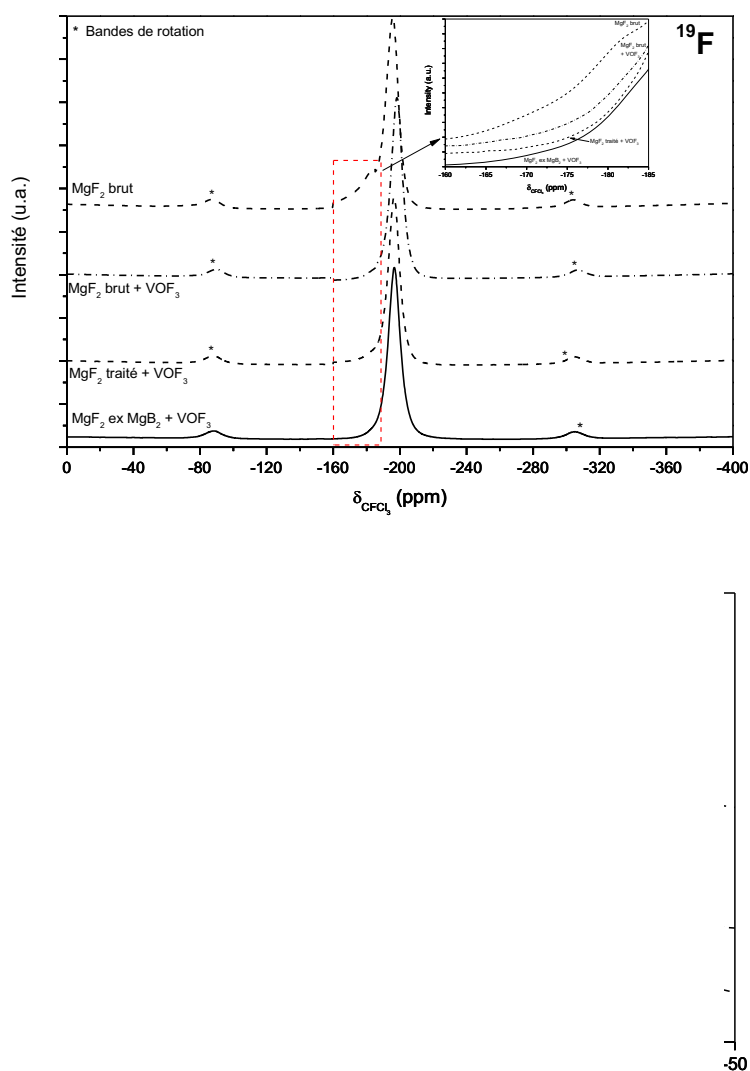 * Bandes de rotation
¹⁹F
Intensité (u.a.)
MgF₂ brut
MgF₂ brut + VOF₃
MgF₂ traité + VOF₃
MgF₂ ex MgB₂ + VOF₃
*
*
*
*
*
*
*
*
0 -40 -80 -120 -160 -200 -240 -280 -320 -360 -400
δCFCl₃ (ppm)
Intensity (a.u.)
MgF₂ brut
MgF₂ brut
+ VOF₃
MgF₂ traité + VOF₃
MgF₂ ex MgB₂ + VOF₃
-160 -165 -170 -175 -180 -185
δCFCl₃ (ppm)
-50